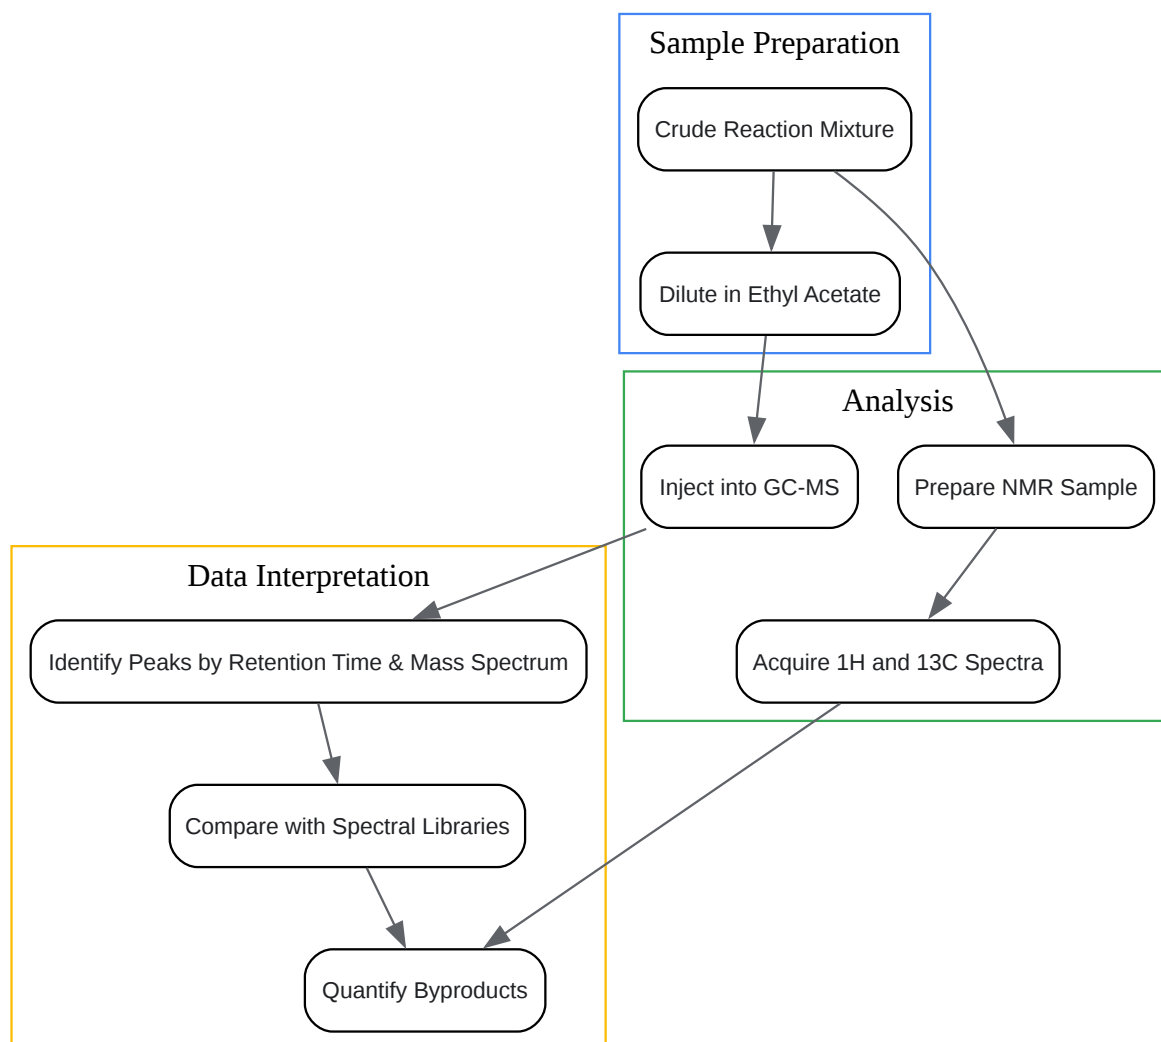 Sample Preparation
Crude Reaction Mixture
Dilute in Ethyl Acetate
Analysis
Inject into GC-MS
Prepare NMR Sample
Acquire 1H and 13C Spectra
Data Interpretation
Identify Peaks by Retention Time & Mass Spectrum
Compare with Spectral Libraries
Quantify Byproducts